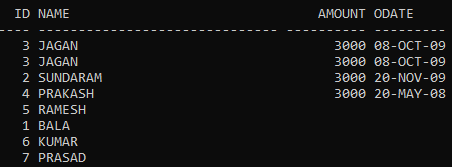 ID NAME AMOUNT ODATE
---- ------------------------------ ---------- ---------
3 JAGAN 3000 08-OCT-09
3 JAGAN 3000 08-OCT-09
2 SUNDARAM 3000 20-NOV-09
4 PRAKASH 3000 20-MAY-08
5 RAMESH
1 BALA
6 KUMAR
7 PRASAD